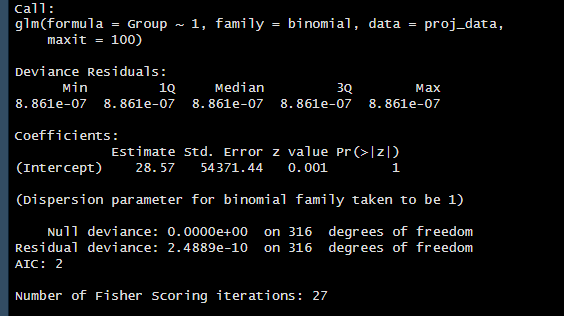 Call:
glm(formula = Group ~ 1, family = binomial, data = proj_data,
    maxit = 100)
Deviance Residuals:
      Min         1Q     Median         3Q        Max
8.861e-07  8.861e-07  8.861e-07  8.861e-07  8.861e-07
Coefficients:
            Estimate Std. Error z value Pr(>|z|)
(Intercept)    28.57   54371.44   0.001        1
(Dispersion parameter for binomial family taken to be 1)
    Null deviance: 0.0000e+00  on 316  degrees of freedom
Residual deviance: 2.4889e-10  on 316  degrees of freedom
AIC: 2
Number of Fisher Scoring iterations: 27